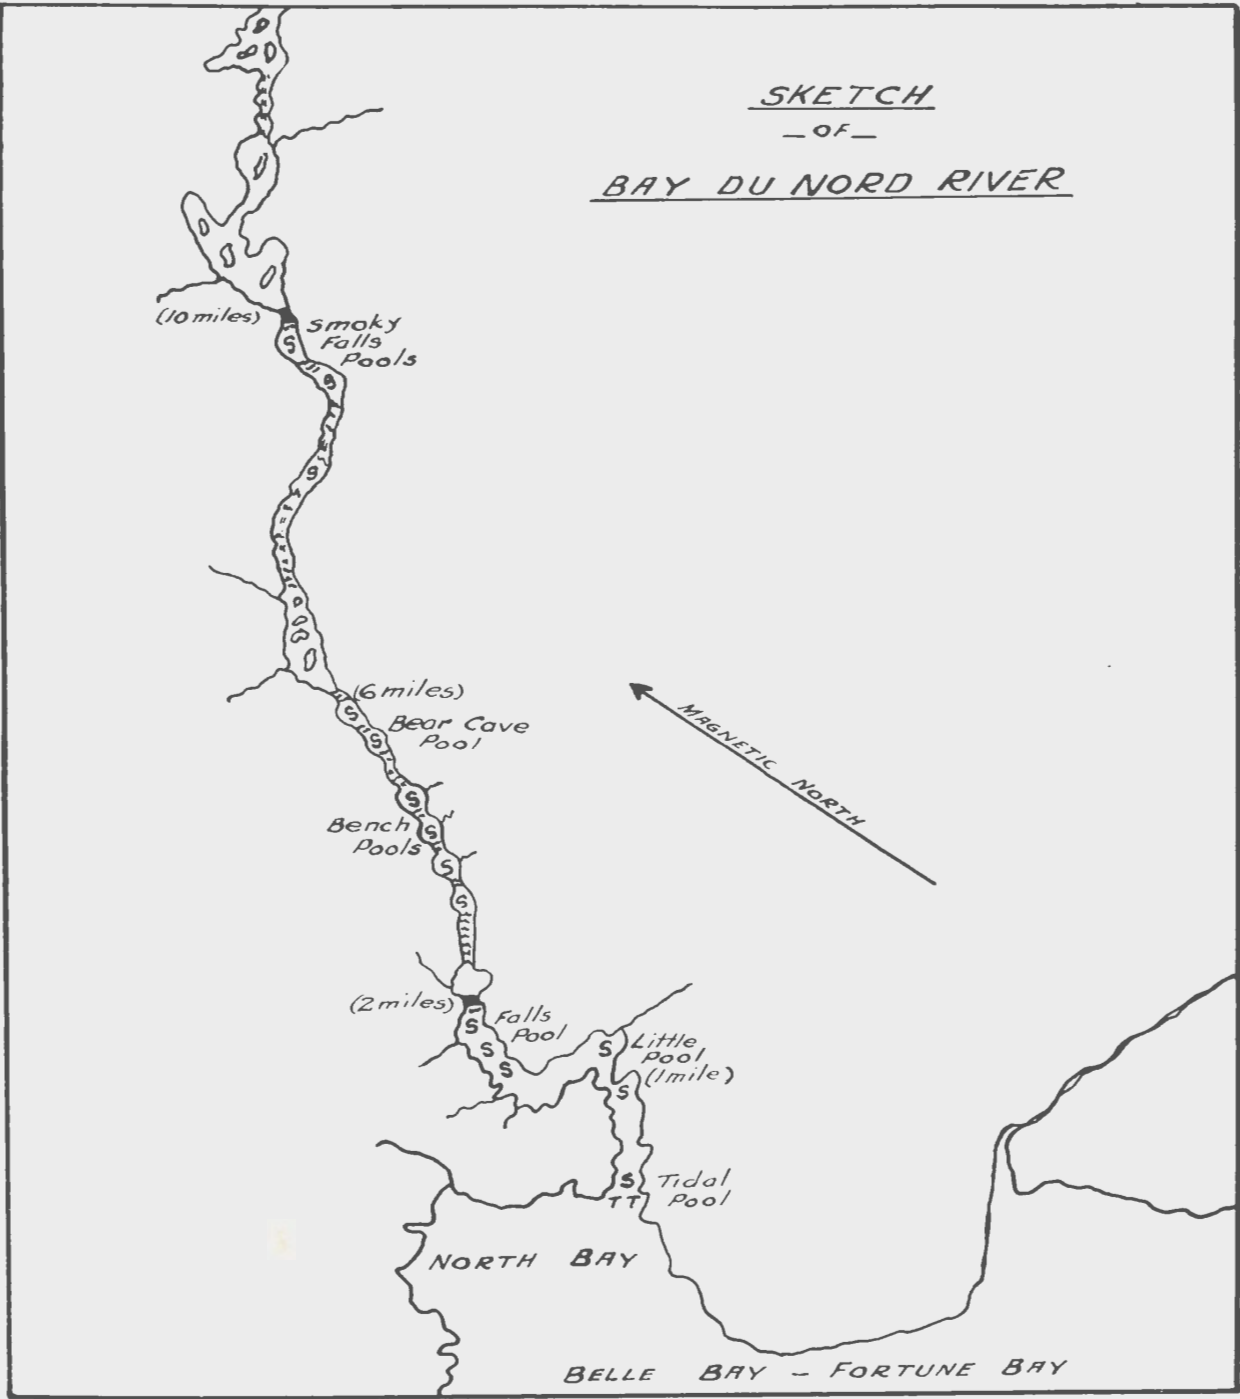 SKETCH
— OF —
BAY DU NORD RIVER
(10 miles)
Smoky
Falls
Pools
S
S
S
(6 miles)
S
Bear Cave
Pool
S
S
Bench
Pools
S
S
S
(2 miles)
Falls
Pool
S
S
S
S
Little
Pool
(1 mile)
S
MAGNETIC NORTH
S
Tidal
Pool
TT
NORTH BAY
BELLE BAY – FORTUNE BAY